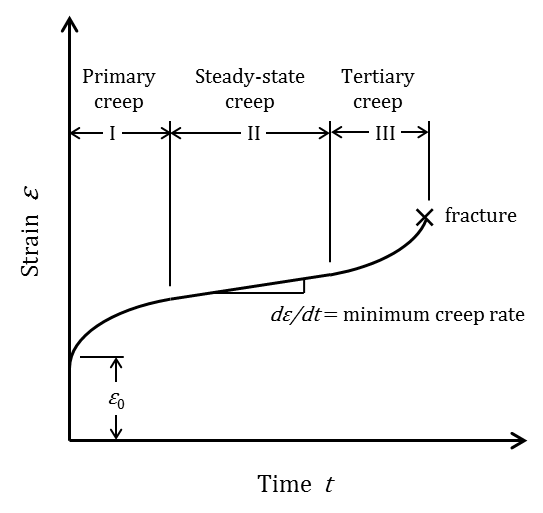 Primary
creep
Steady-state
creep
Tertiary
creep
I
II
III
Strain ε
fracture
dε/dt = minimum creep rate
ε₀
Time t